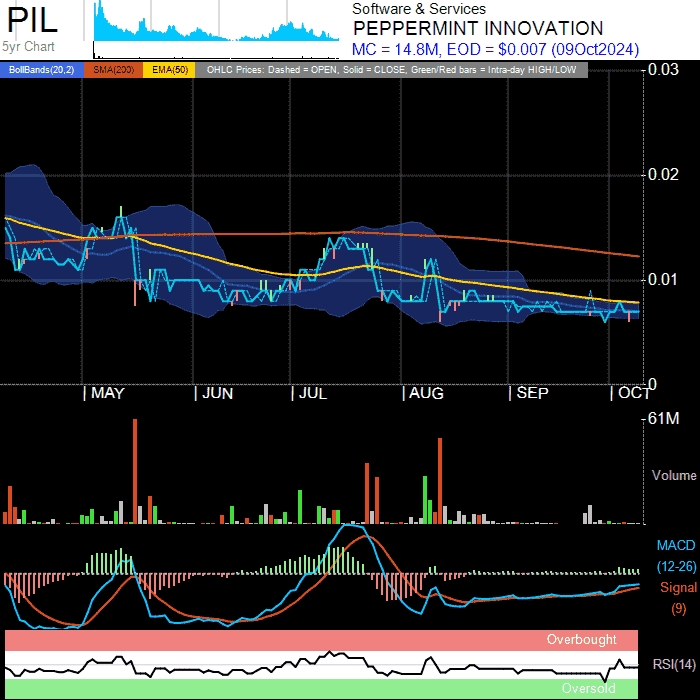 PIL
5yr Chart
Software & Services
PEPPERMINT INNOVATION
MC = 14.8M, EOD = $0.007 (09Oct2024)
BollBands(20,2) SMA(200) EMA(50) OHLC Prices: Dashed = OPEN, Solid = CLOSE, Green/Red bars = Intra-day HIGH/LOW
0.03
0.02
0.01
0
| MAY | JUN | JUL | AUG | SEP | OCT
61M
Volume
MACD
(12-26)
Signal
(9)
Overbought
RSI(14)
Oversold